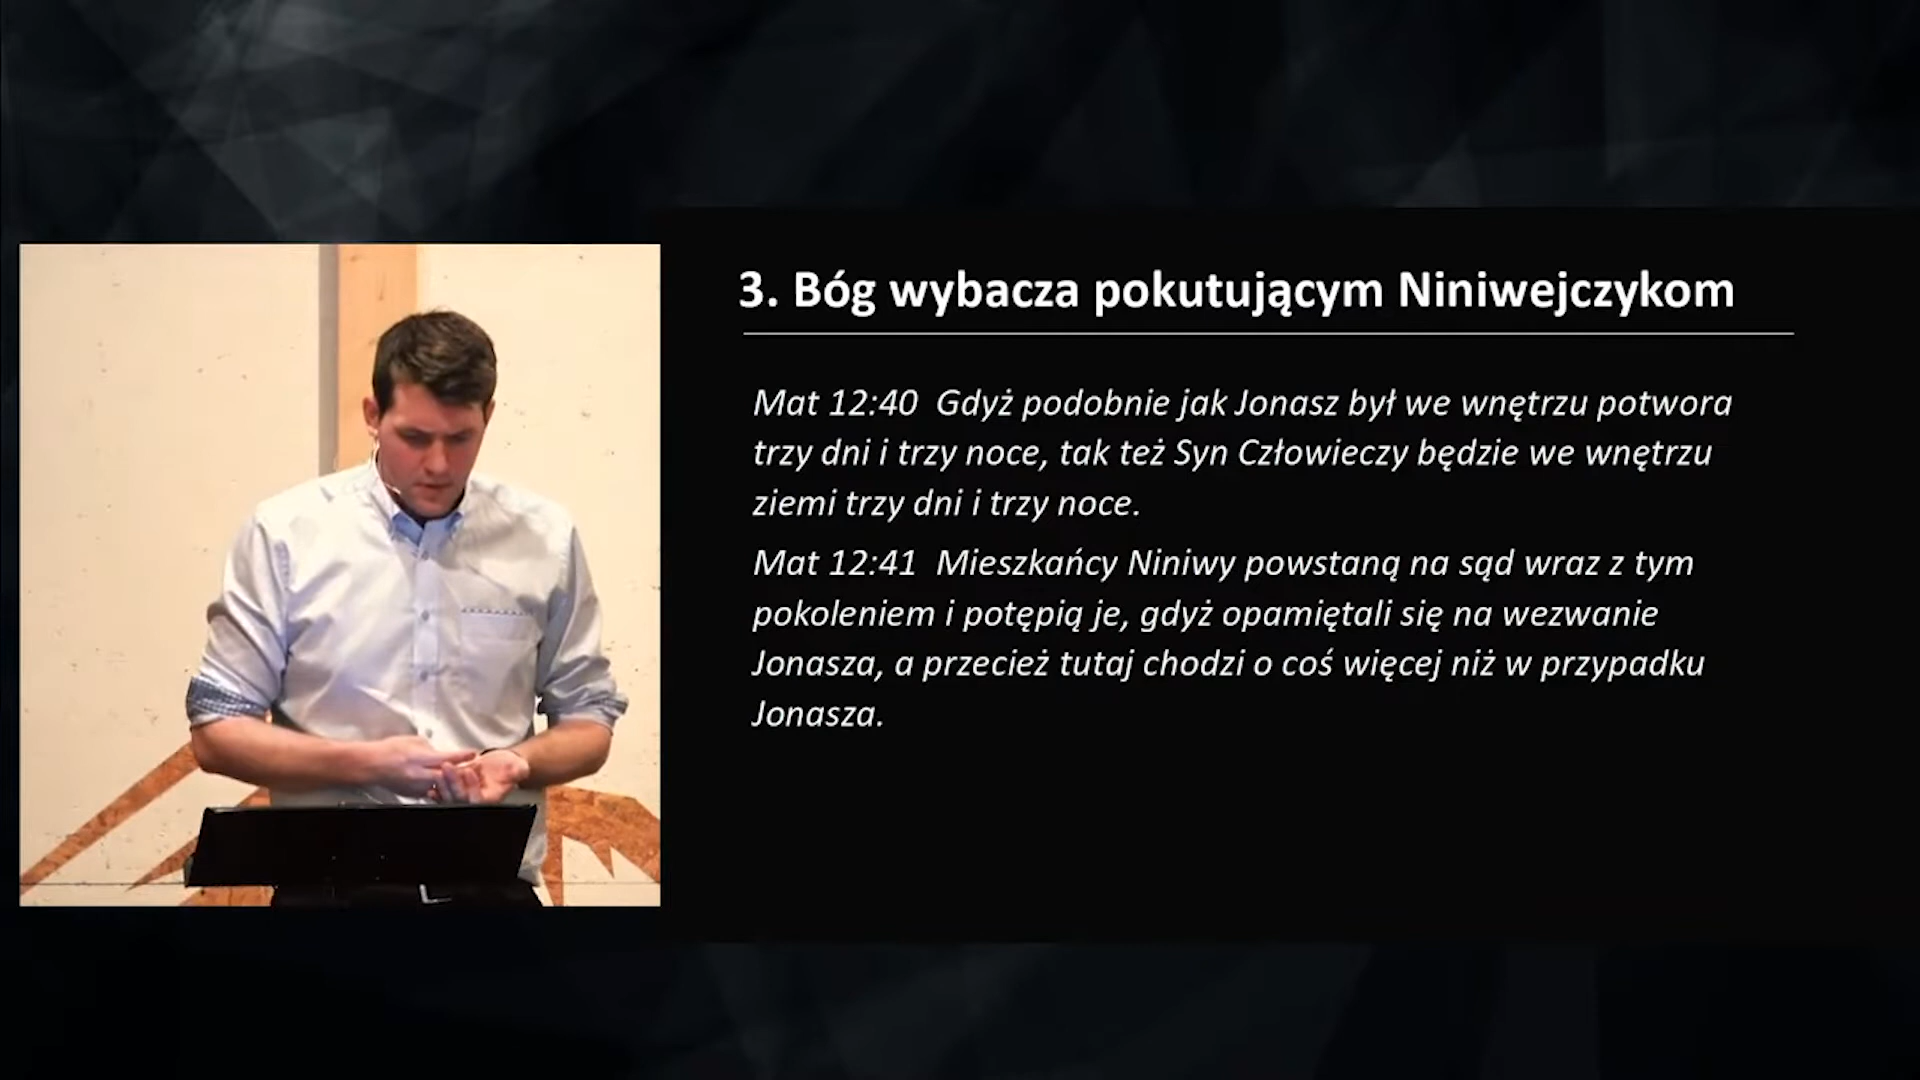 3. Bóg wybacza pokutującym Niniwejczykom
Mat 12:40  Gdyż podobnie jak Jonasz był we wnętrzu potwora
trzy dni i trzy noce, tak też Syn Człowieczy będzie we wnętrzu
ziemi trzy dni i trzy noce.
Mat 12:41  Mieszkańcy Niniwy powstaną na sąd wraz z tym
pokoleniem i potępią je, gdyż opamiętali się na wezwanie
Jonasza, a przecież tutaj chodzi o coś więcej niż w przypadku
Jonasza.